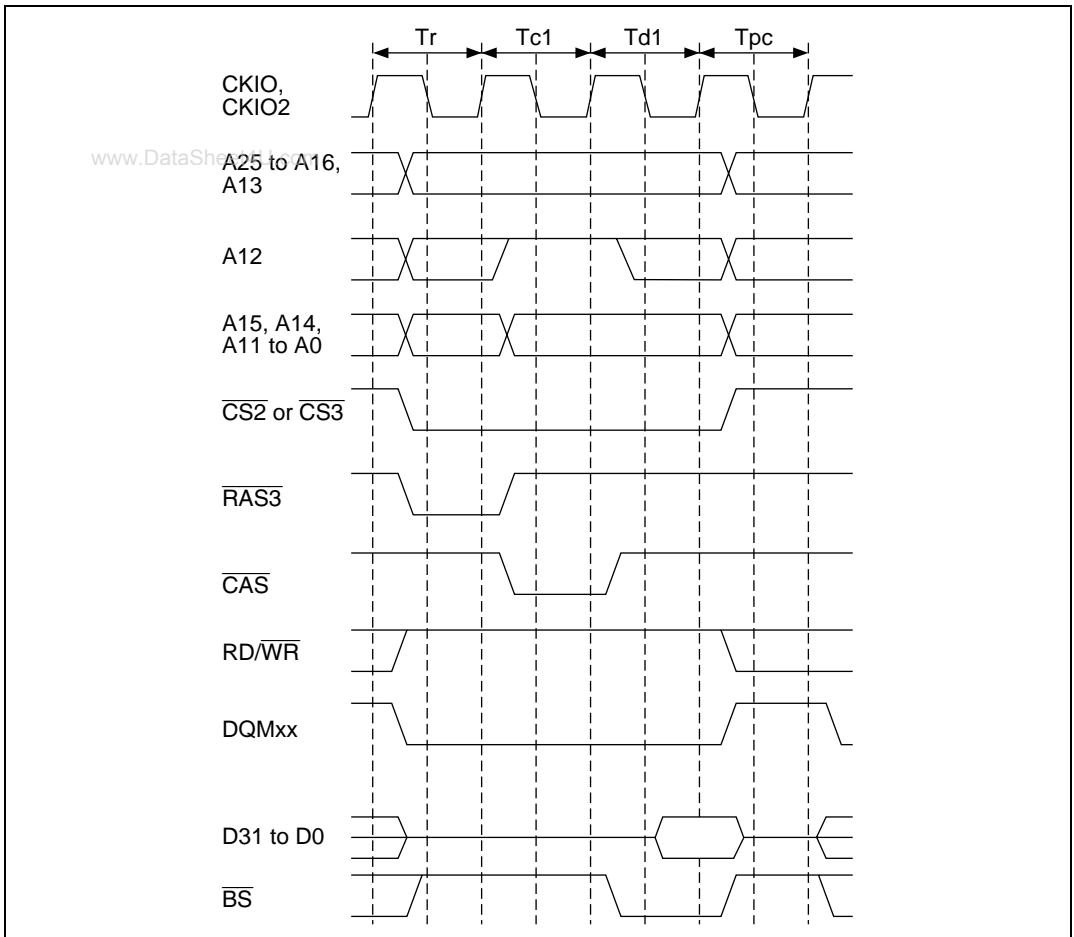 Tr Tc1 Td1 Tpc
CKIO,
CKIO2
www.DataSheet4U.com
A25 to A16,
A13
A12
A15, A14,
A11 to A0
CS2 or CS3
RAS3
CAS
RD/WR
DQMxx
D31 to D0
BS